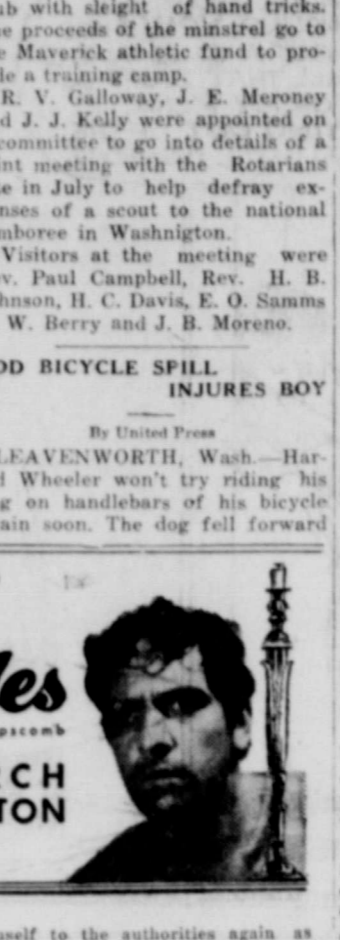 ub with sleight of hand tricks.
e proceeds of the minstrel go to
e Maverick athletic fund to pro-
de a training camp.
R. V. Galloway, J. E. Meroney
d J. J. Kelly were appointed on
committee to go into details of a
int meeting with the Rotarians
e in July to help defray ex-
nses of a scout to the national
mboree in Washnigton.
Visitors at the meeting were
v. Paul Campbell, Rev. H. B.
hnson, H. C. Davis, E. O. Samms
W. Berry and J. B. Moreno.
OD BICYCLE SPILL
INJURES BOY
By United Press
LEAVENWORTH, Wash.—Har-
d Wheeler won't try riding his
g on handlebars of his bicycle
ain soon. The dog fell forward
les
pscomb
ECH
TON
self to the authorities again as